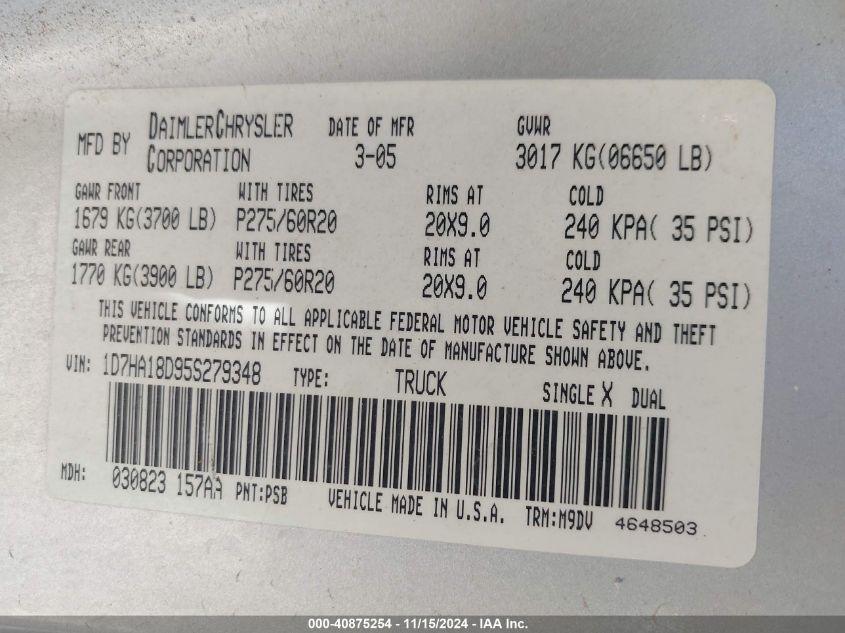 MFD BY DAIMLERCHRYSLER CORPORATION DATE OF MFR 3-05 GVWR 3017 KG(06650 LB)
GAWR FRONT WITH TIRES RIMS AT COLD
1679 KG(3700 LB) P275/60R20 20X9.0 240 KPA( 35 PSI)
GAWR REAR WITH TIRES RIMS AT COLD
1770 KG(3900 LB) P275/60R20 20X9.0 240 KPA( 35 PSI)
THIS VEHICLE CONFORMS TO ALL APPLICABLE FEDERAL MOTOR VEHICLE SAFETY AND THEFT
PREVENTION STANDARDS IN EFFECT ON THE DATE OF MANUFACTURE SHOWN ABOVE.
VIN: 1D7HA18D95S279348 TYPE: TRUCK SINGLE X DUAL
MDH: 030823 157AA PNT:PSB VEHICLE MADE IN U.S.A. TRM:M9DV 4648503
000-40875254 - 11/15/2024 - IAA Inc.